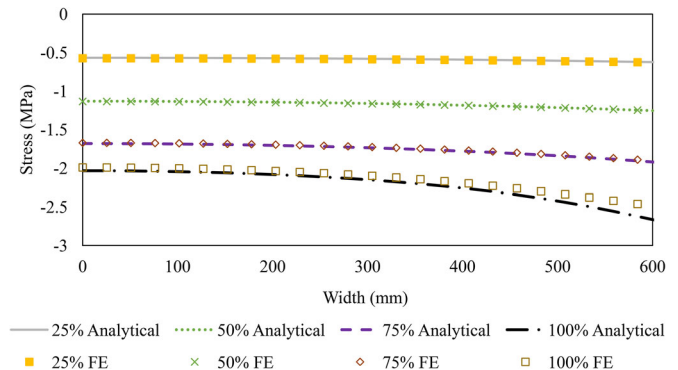 0
-0.5
-1
-1.5
-2
-2.5
-3
Stress (MPa)
0 100 200 300 400 500 600
Width (mm)
25% Analytical 50% Analytical 75% Analytical 100% Analytical
25% FE 50% FE 75% FE 100% FE